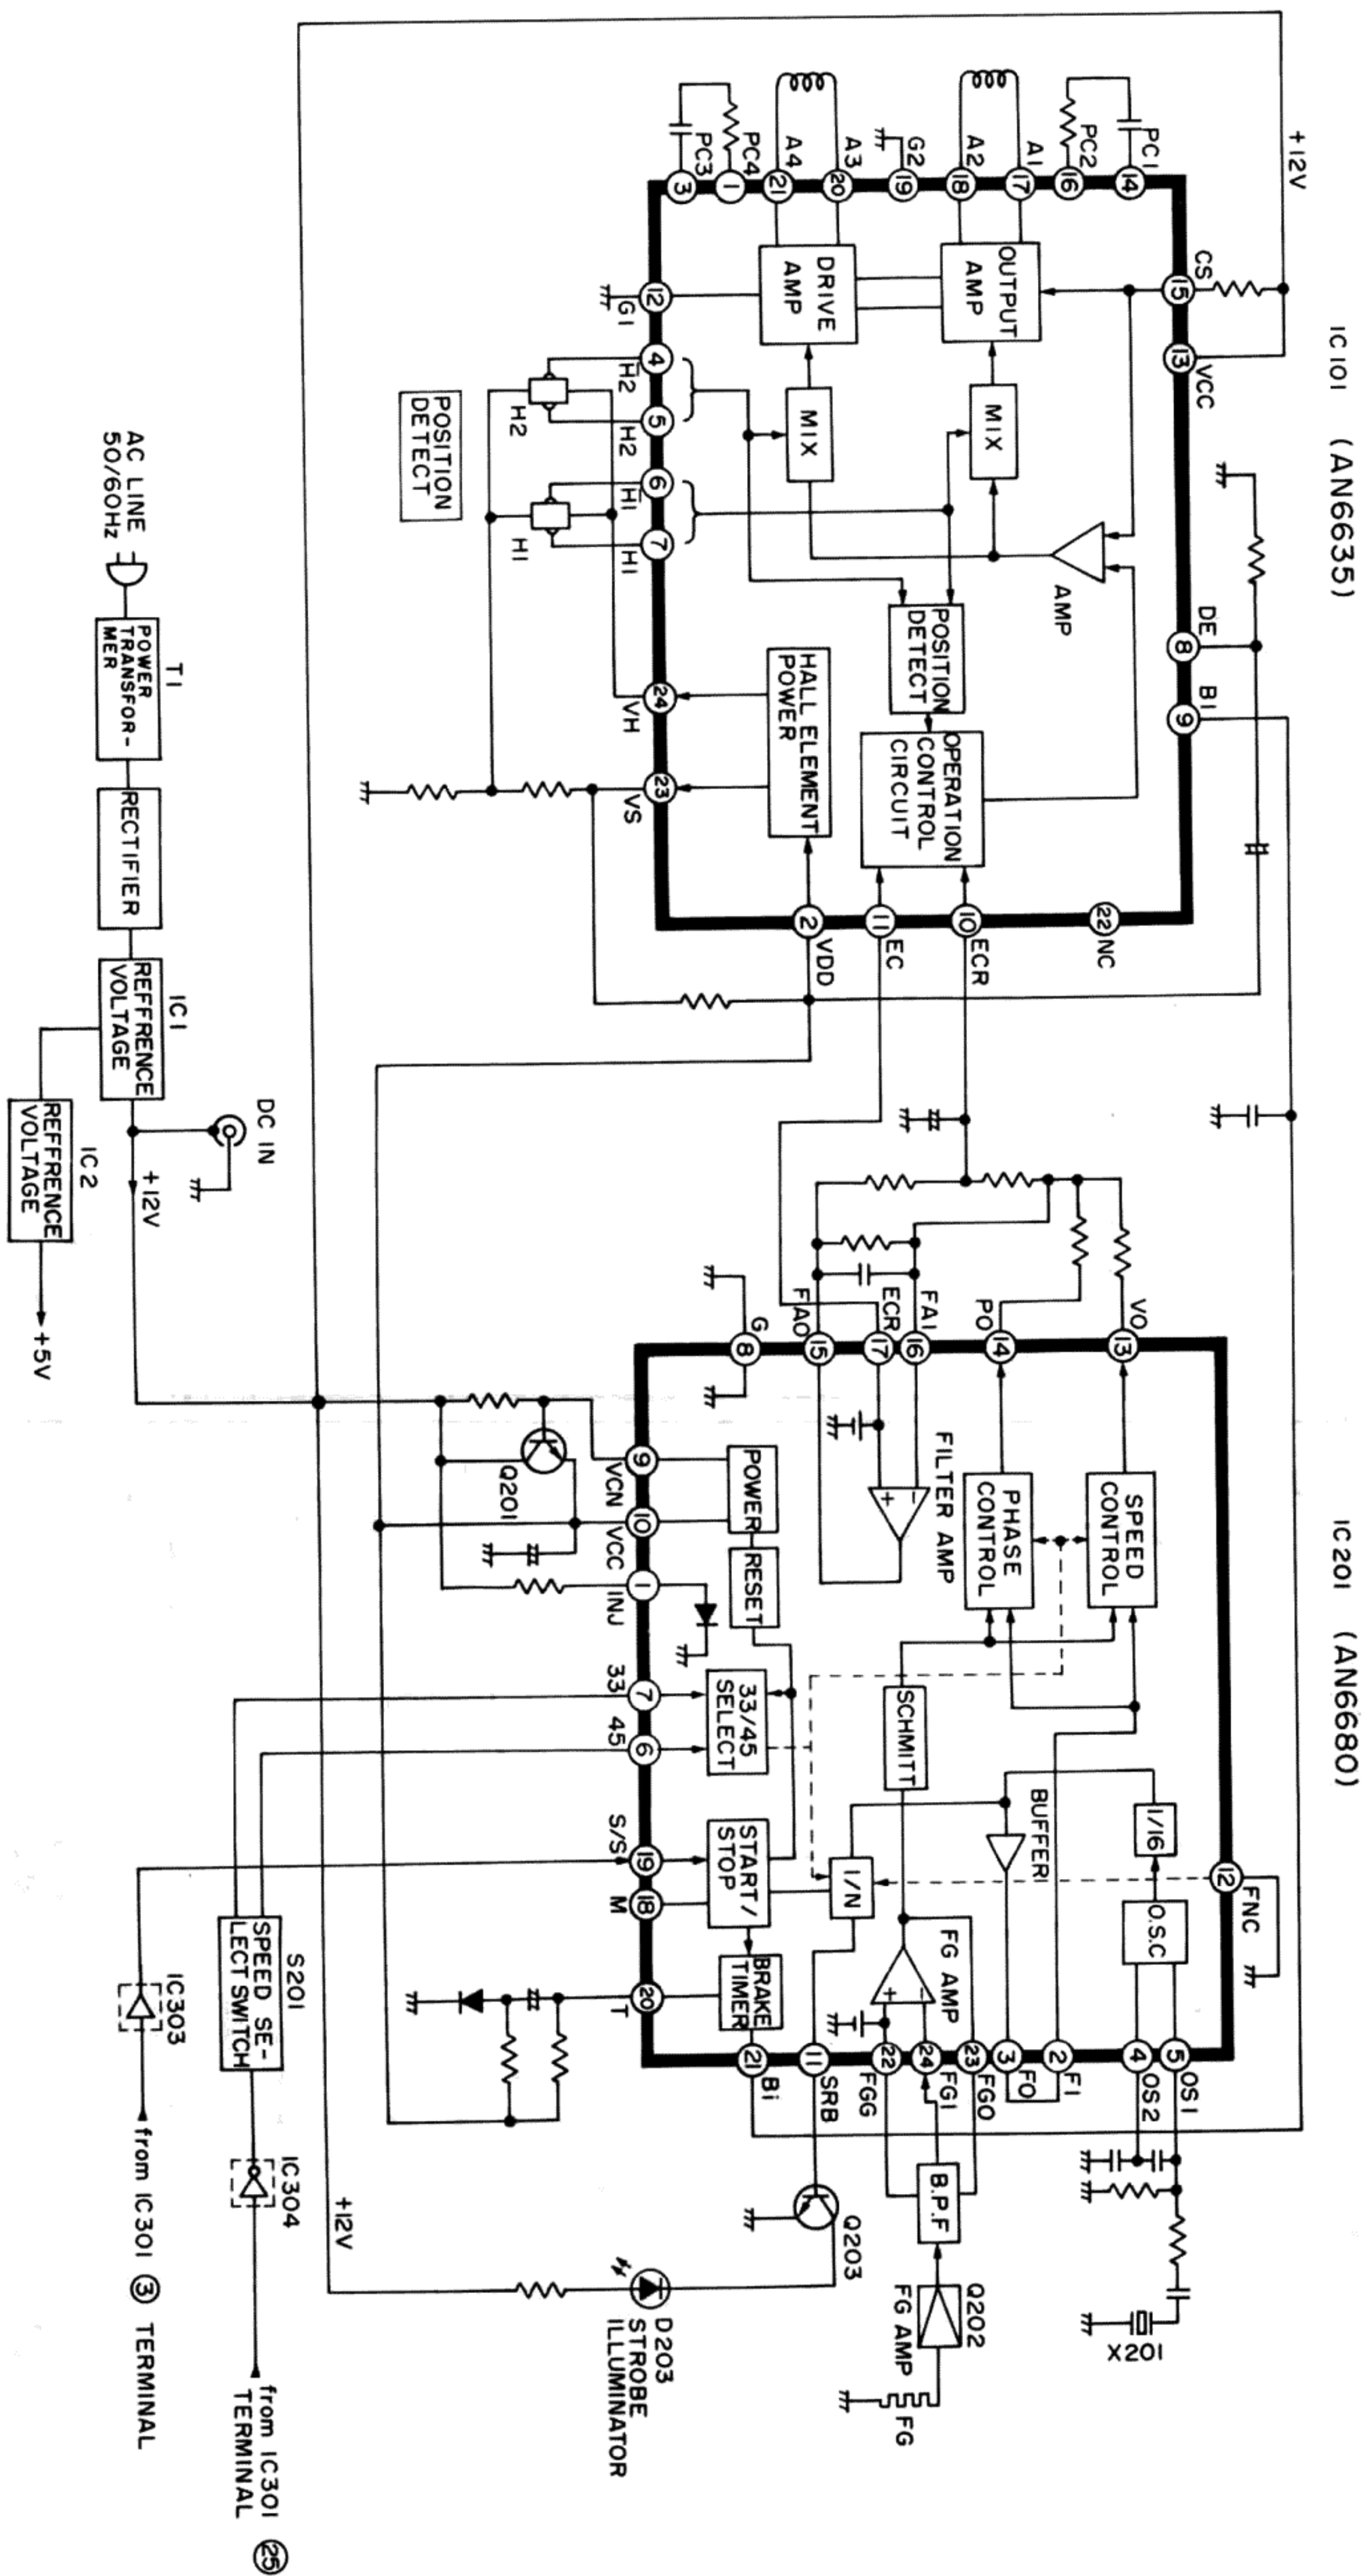 IC101 (AN6635)
IC201 (AN6680)
+12V
CS
15
13
VCC
DE
8
B1
9
PC1
14
PC2
16
A1
17
A2
18
G2
19
A3
20
A4
21
PC4
1
PC3
3
OUTPUT
AMP
DRIVE
AMP
MIX
MIX
AMP
POSITION
DETECT
OPERATION
CONTROL
CIRCUIT
HALL ELEMENT
POWER
22
NC
10
ECR
11
EC
2
VDD
12
G1
4
H2
5
H2
6
H1
7
H1
24
VH
23
VS
H2
H1
POSITION
DETECT
VO
13
PO
14
FA1
16
ECR
17
FAO
15
G
8
SPEED
CONTROL
PHASE
CONTROL
FILTER AMP
SCHMITT
BUFFER1
1/16
O.S.C
1/N
FG AMP
12
FNC
5
OS1
4
OS2
2
F1
3
FO
23
FGO
24
FG1
22
FGG
11
SRB
21
Bi
POWER
RESET
33/45
SELECT
START/
STOP
BRAKE
TIMER
9
VCN
10
VCC
1
INJ
7
33
6
45
19
S/S
18
M
20
T
Q201
X201
B.P.F
Q202
FG AMP
FG
Q203
D203
STROBE
ILLUMINATOR
+12V
AC LINE
50/60Hz
T1
POWER
TRANSFOR-
MER
RECTIFIER
IC1
REFFRENCE
VOLTAGE
DC IN
+12V
IC2
REFFRENCE
VOLTAGE
+5V
S201
SPEED SE-
LECT SWITCH
IC303
from IC301 3 TERMINAL
IC304
from IC301 25
TERMINAL